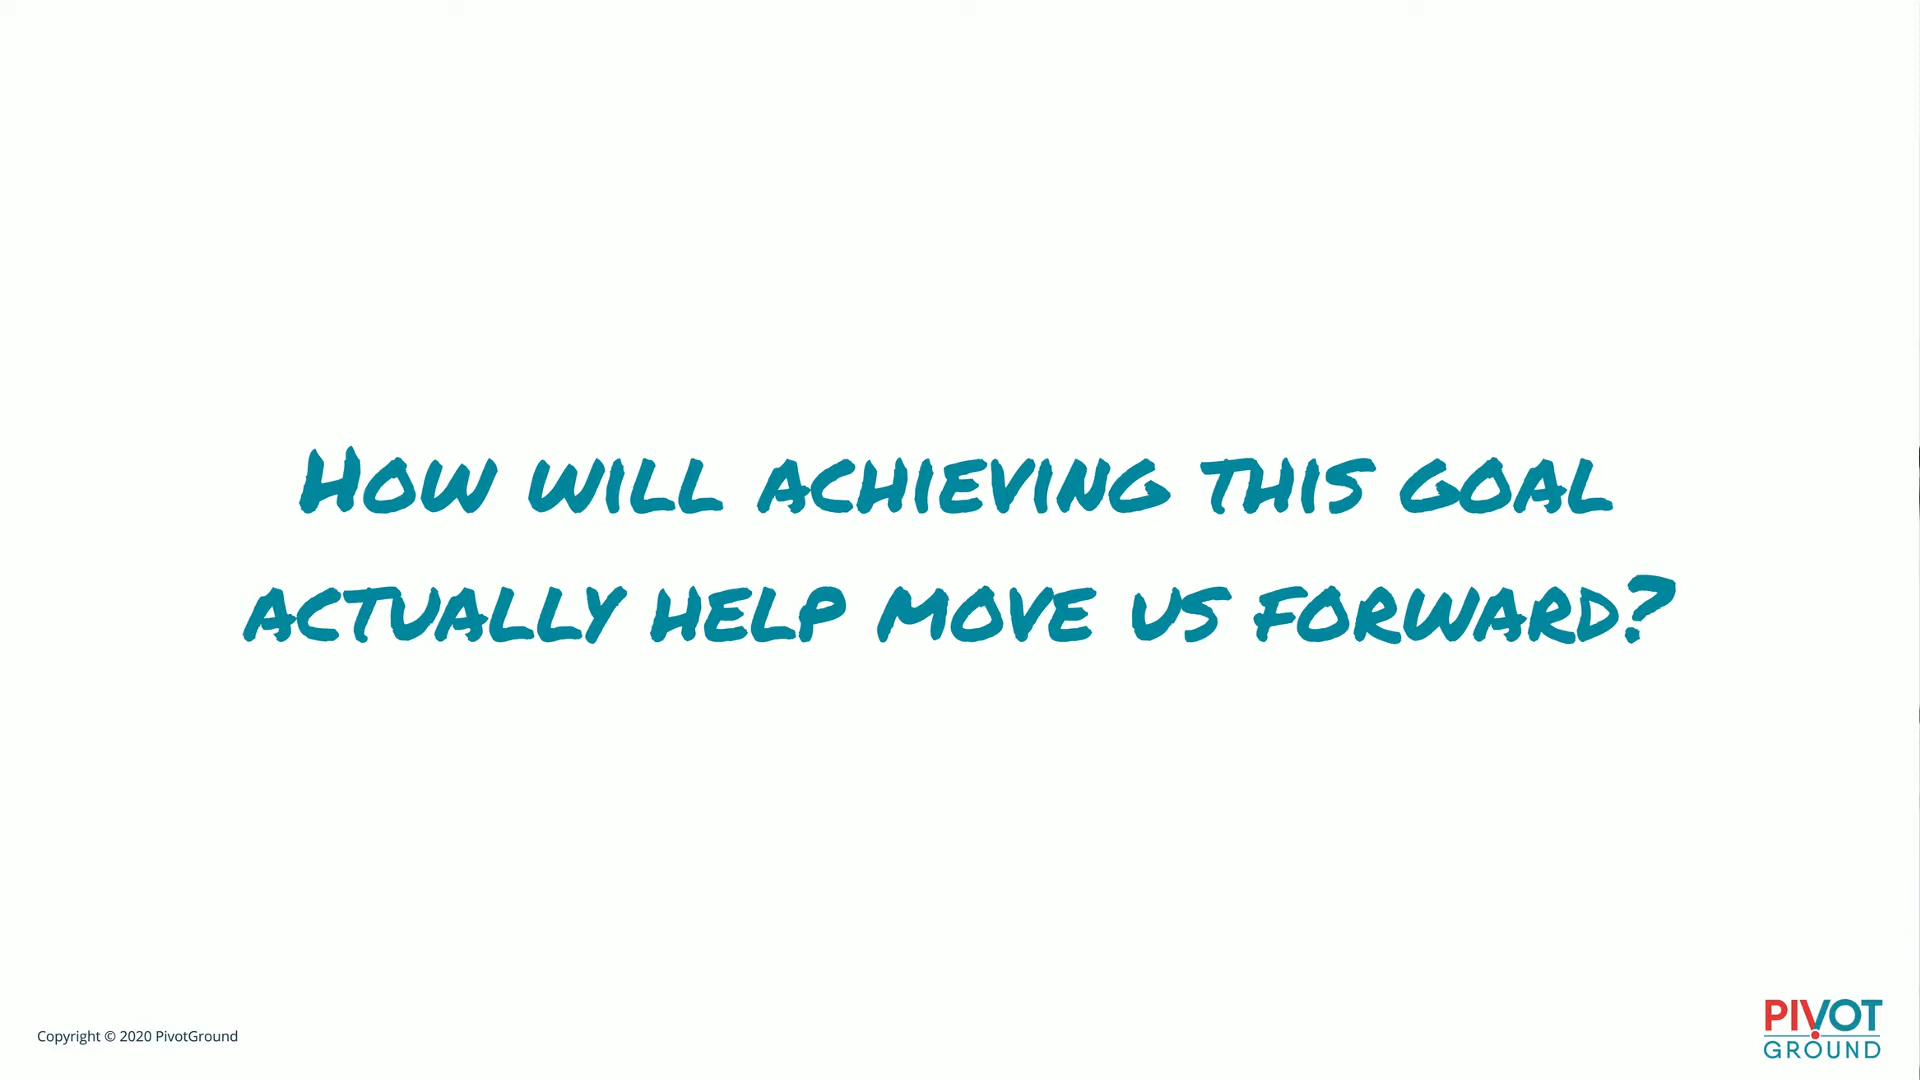 How will achieving this goal
actually help move us forward?
Copyright © 2020 PivotGround
PIVOT
GROUND